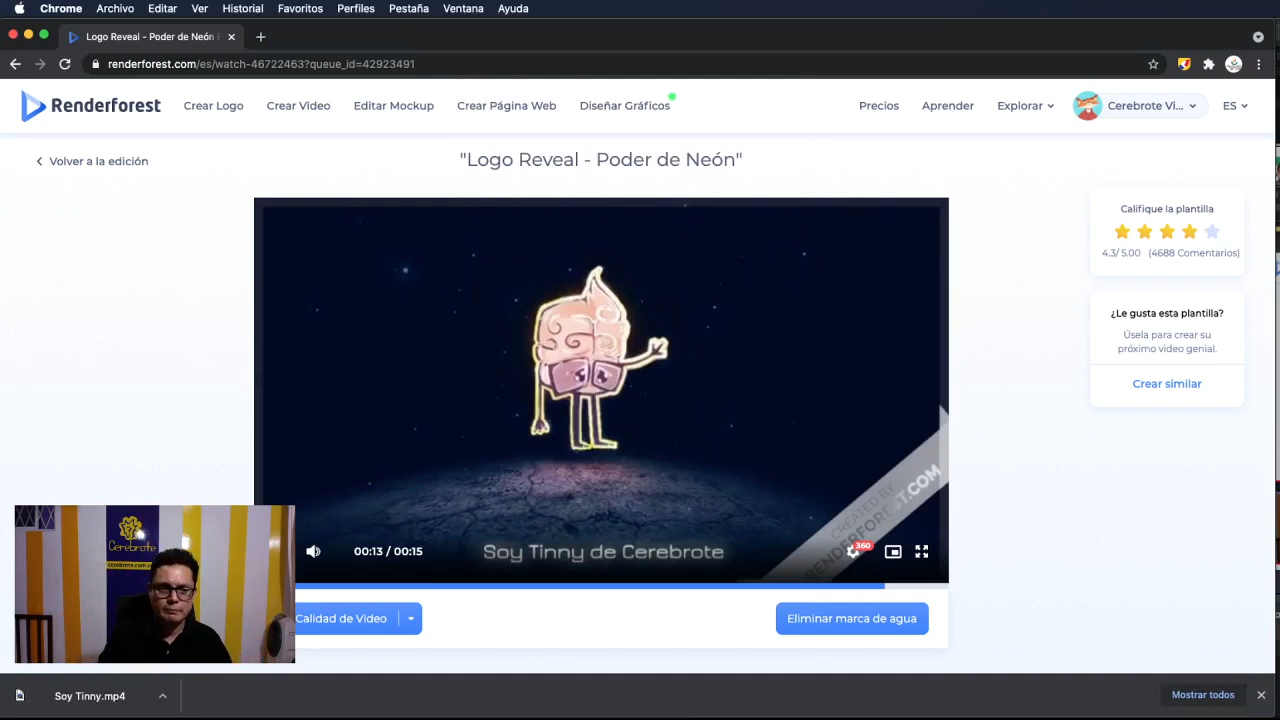 Chrome Archivo Editar Ver Historial Favoritos Perfiles Pestaña Ventana Ayuda
Logo Reveal - Poder de Neón
renderforest.com/es/watch-46722463?queue_id=42923491
Renderforest Crear Logo Crear Video Editar Mockup Crear Página Web Diseñar Gráficos Precios Aprender Explorar Cerebrote Vi... ES
Volver a la edición
"Logo Reveal - Poder de Neón"
Califique la plantilla
4.3/ 5.00 (4688 Comentarios)
¿Le gusta esta plantilla?
Úsela para crear su
próximo video genial.
Crear similar
CREATED BY
RENDERFOREST.COM
00:13 / 00:15
Soy Tinny de Cerebrote
360
Cerebrote
cerebrote.com
Calidad de Video
Eliminar marca de agua
Soy Tinny.mp4
Mostrar todos